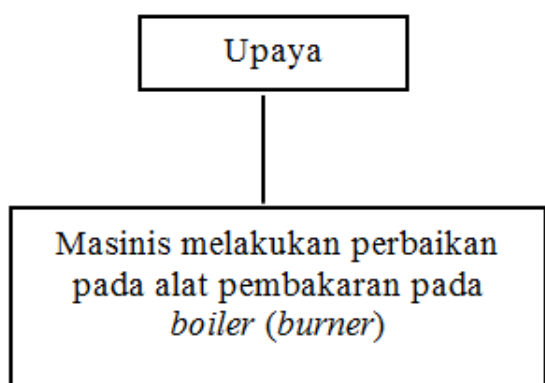 Upaya
Masinis melakukan perbaikan
pada alat pembakaran pada
boiler (burner)